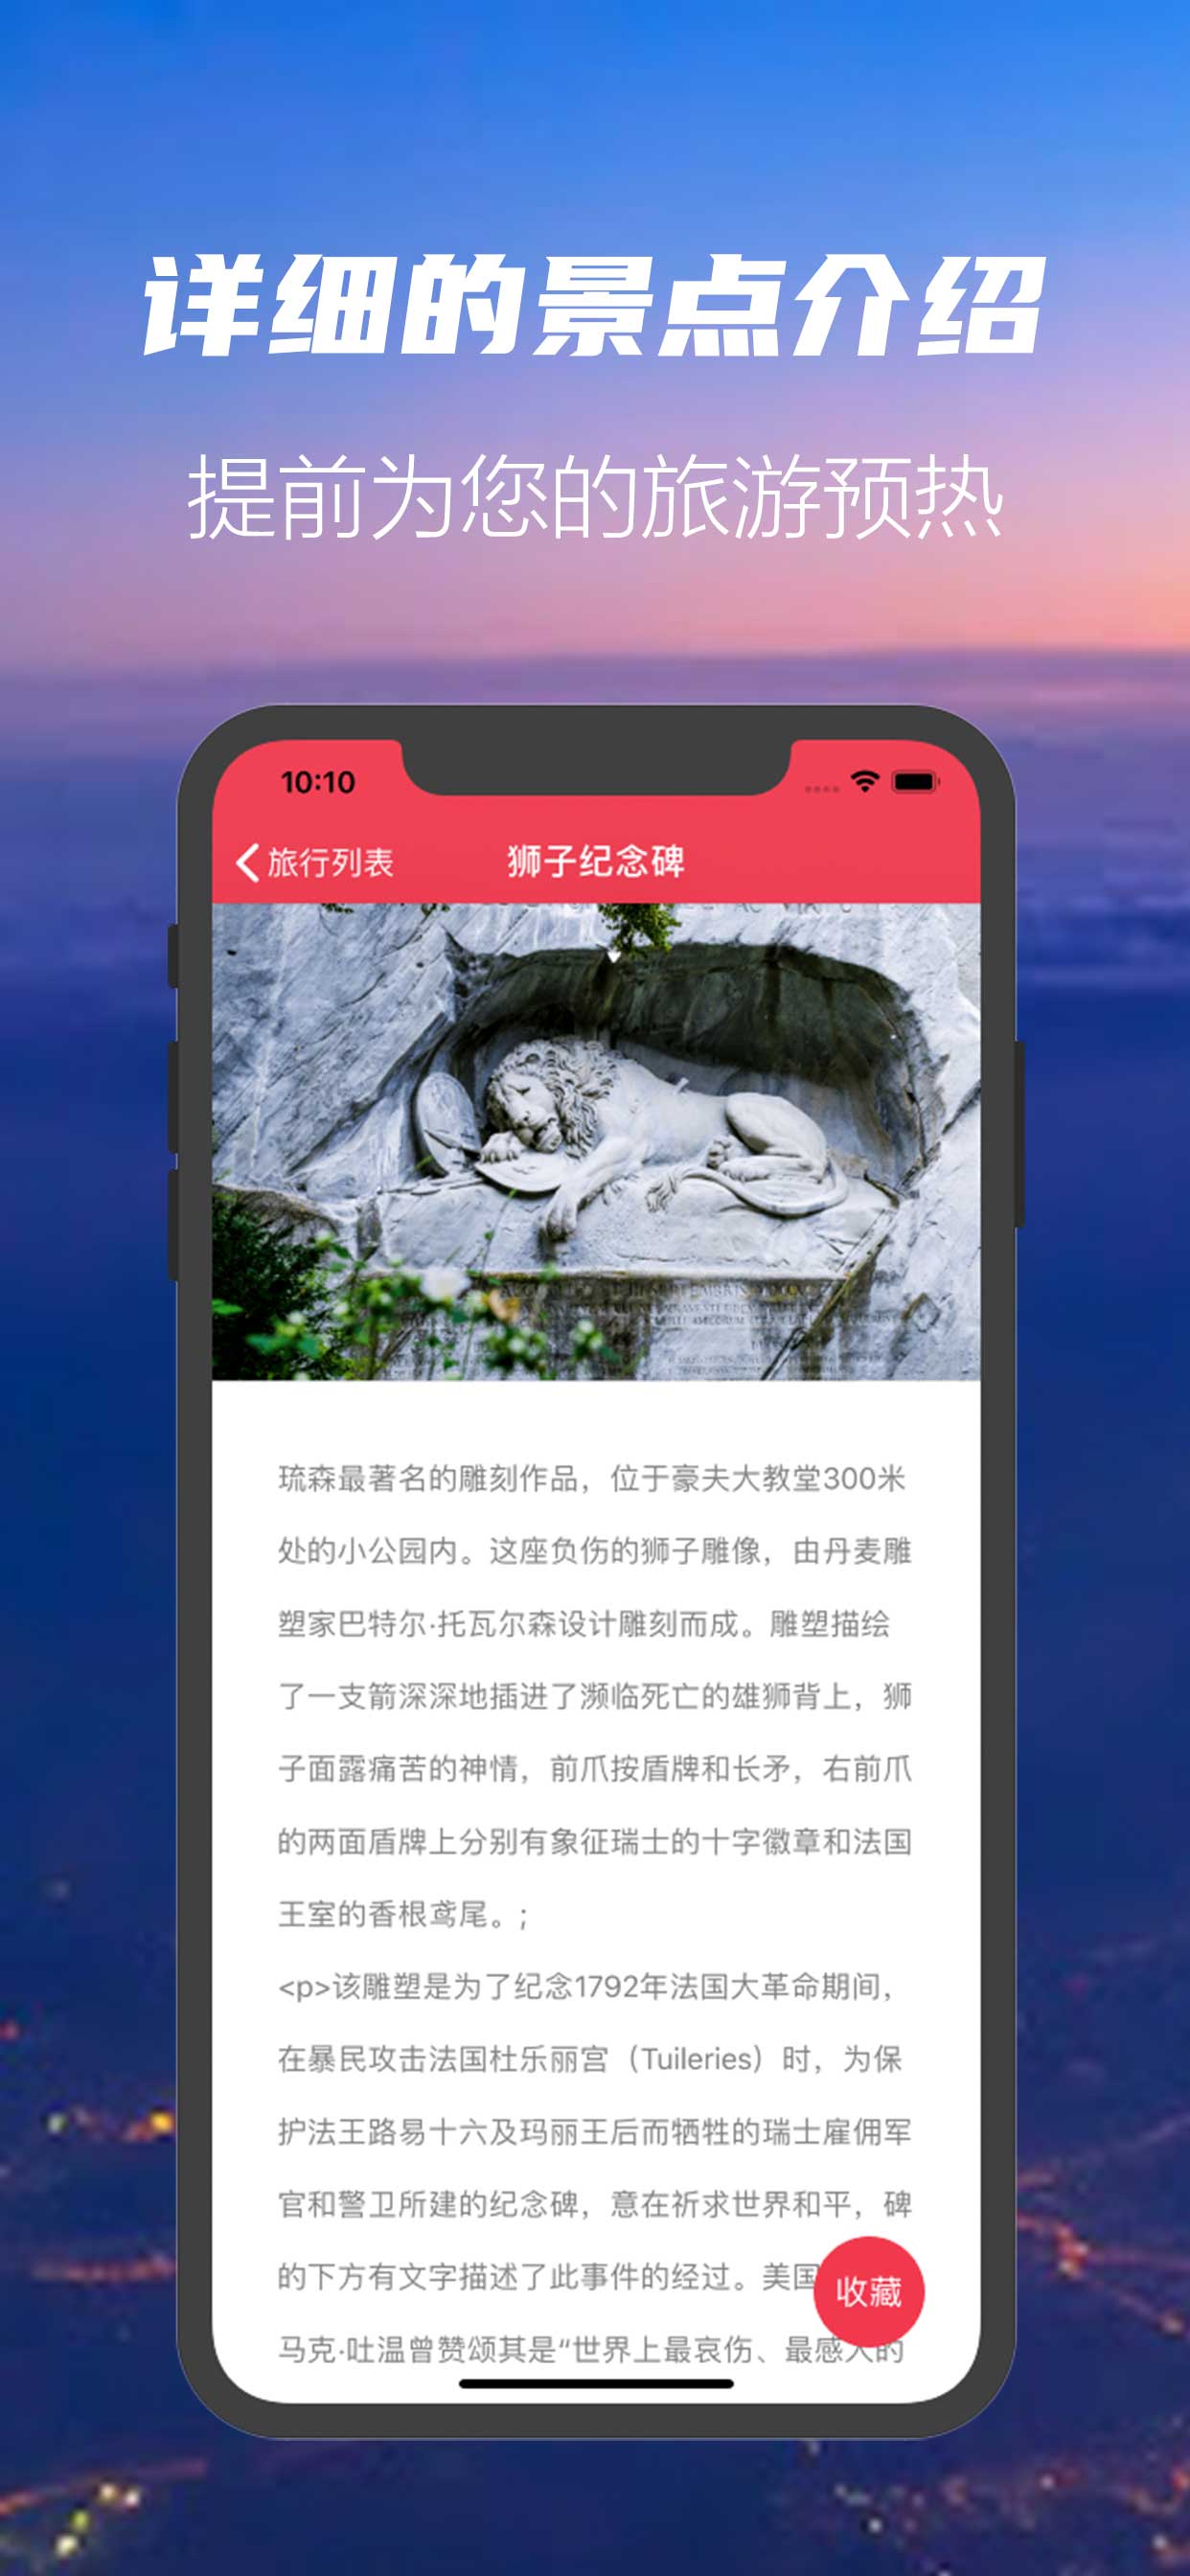 详细的景点介绍
提前为您的旅游预热
10:10
旅行列表
狮子纪念碑
琉森最著名的雕刻作品，位于豪夫大教堂300米
处的小公园内。这座负伤的狮子雕像，由丹麦雕
塑家巴特尔·托瓦尔森设计雕刻而成。雕塑描绘
了一支箭深深地插进了濒临死亡的雄狮背上，狮
子面露痛苦的神情，前爪按盾牌和长矛，右前爪
的两面盾牌上分别有象征瑞士的十字徽章和法国
王室的香根鸢尾。;
<p>该雕塑是为了纪念1792年法国大革命期间，
在暴民攻击法国杜乐丽宫（Tuileries）时，为保
护法王路易十六及玛丽王后而牺牲的瑞士雇佣军
官和警卫所建的纪念碑，意在祈求世界和平，碑
的下方有文字描述了此事件的经过。美国
收藏
马克·吐温曾赞颂其是“世界上最哀伤、最感人的